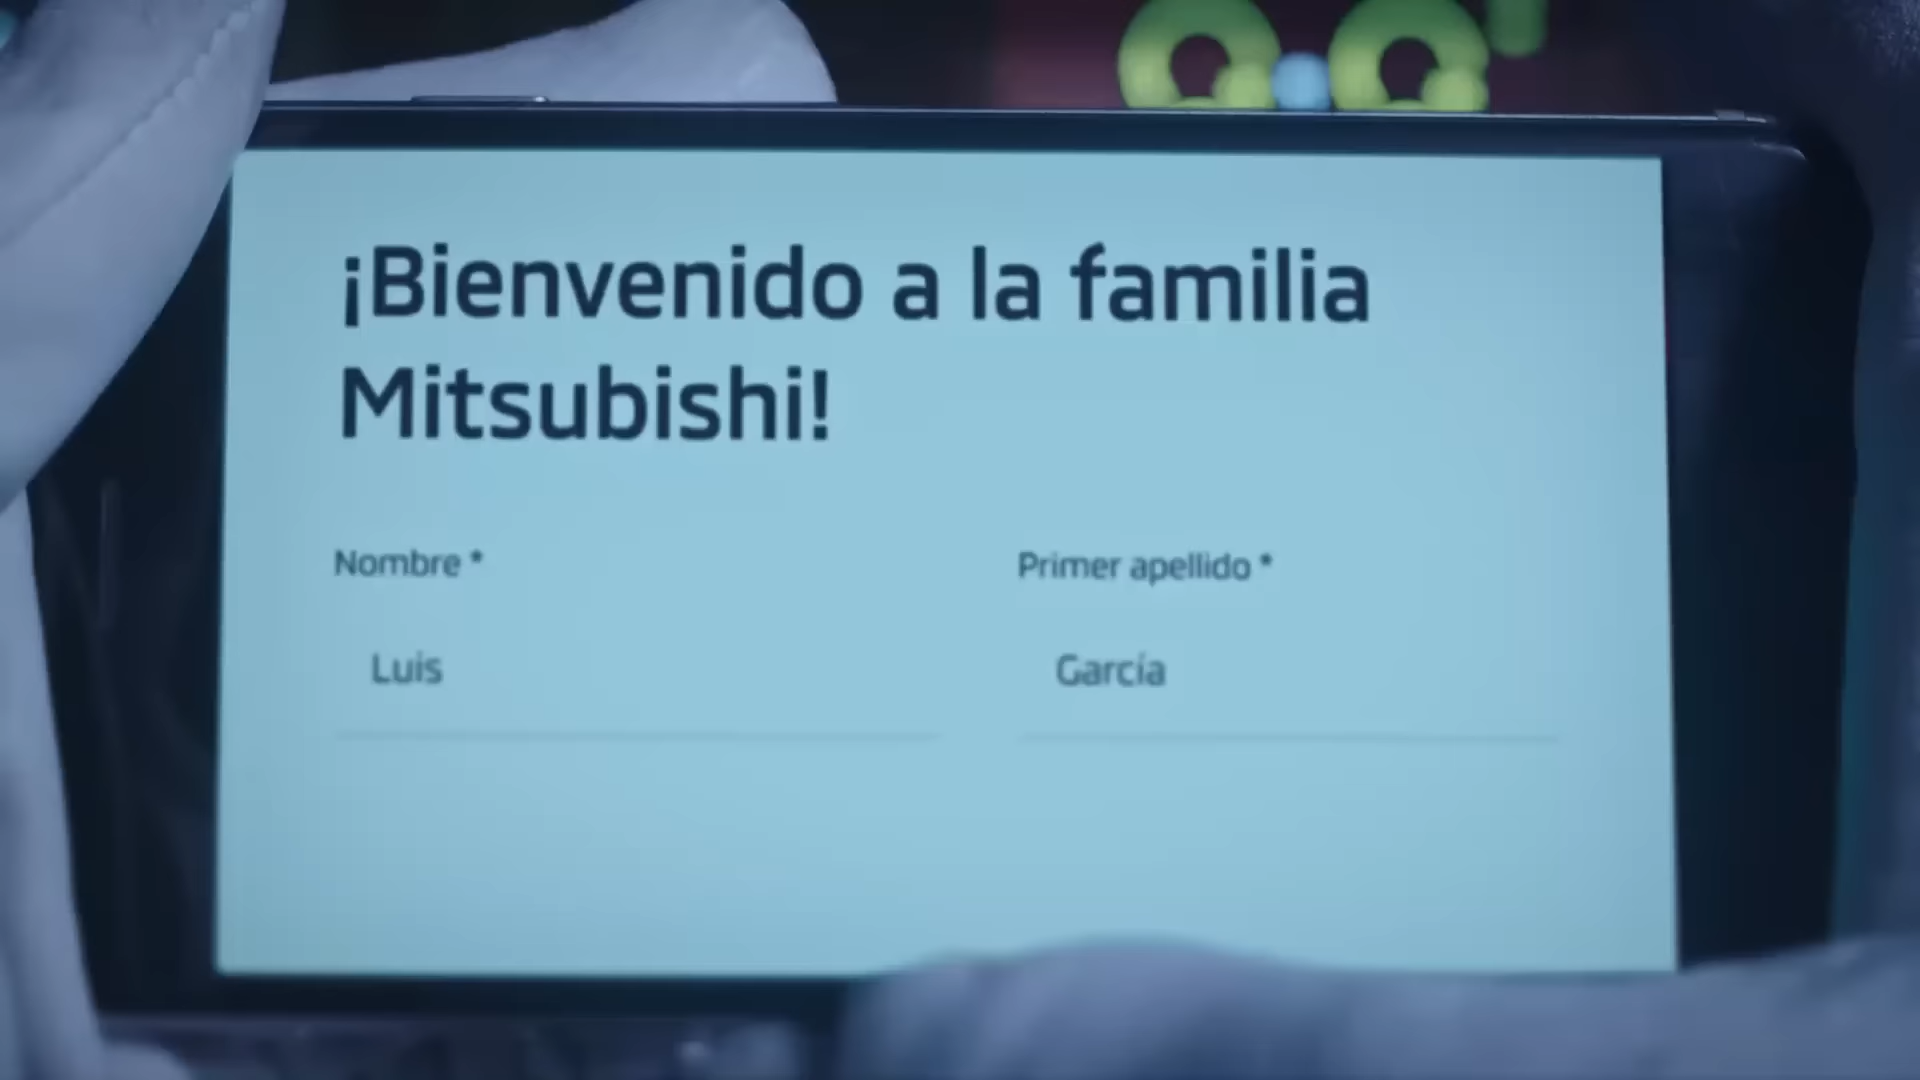 ¡Bienvenido a la familia
Mitsubishi!
Nombre *
Primer apellido *
Luis
García